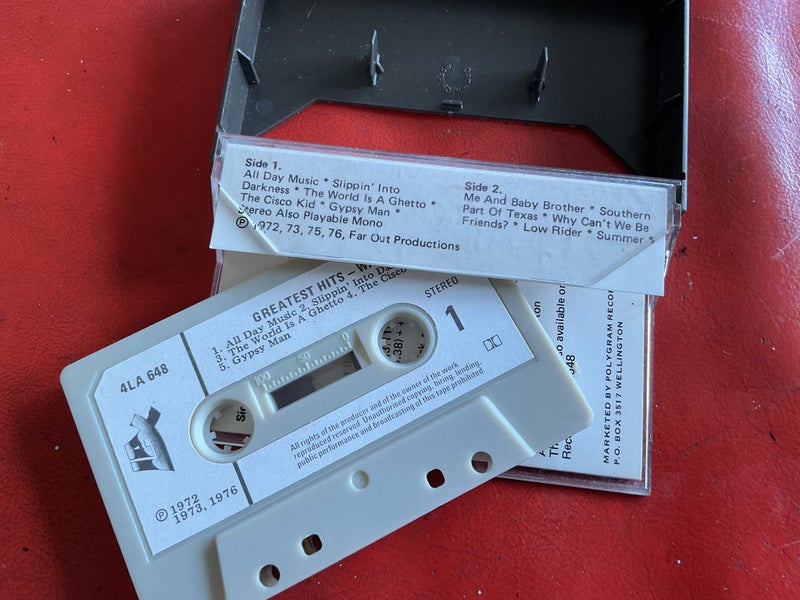 Side 1.
All Day Music * Slippin' Into
Darkness * The World Is A Ghetto *
The Cisco Kid * Gypsy Man *
Stereo Also Playable Mono
Ⓟ 1972, 73, 75, 76, Far Out Productions
Side 2.
Me And Baby Brother * Southern
Part Of Texas * Why Can't We Be
Friends? * Low Rider * Summer *
GREATEST HITS –
1. All Day Music 2. Slippin' Into
3. The World Is A Ghetto 4. The Cisco
5. Gypsy Man
STEREO
1
4LA 648
100 50 0
All rights of the producer and of the owner of the work
reproduced reserved. Unauthorised copying, hiring, lending,
public performance and broadcasting of this tape prohibited.
Ⓟ 1972
1973, 1976
available on
MARKETED BY POLYGRAM
P.O. BOX 3517 WELLINGTON